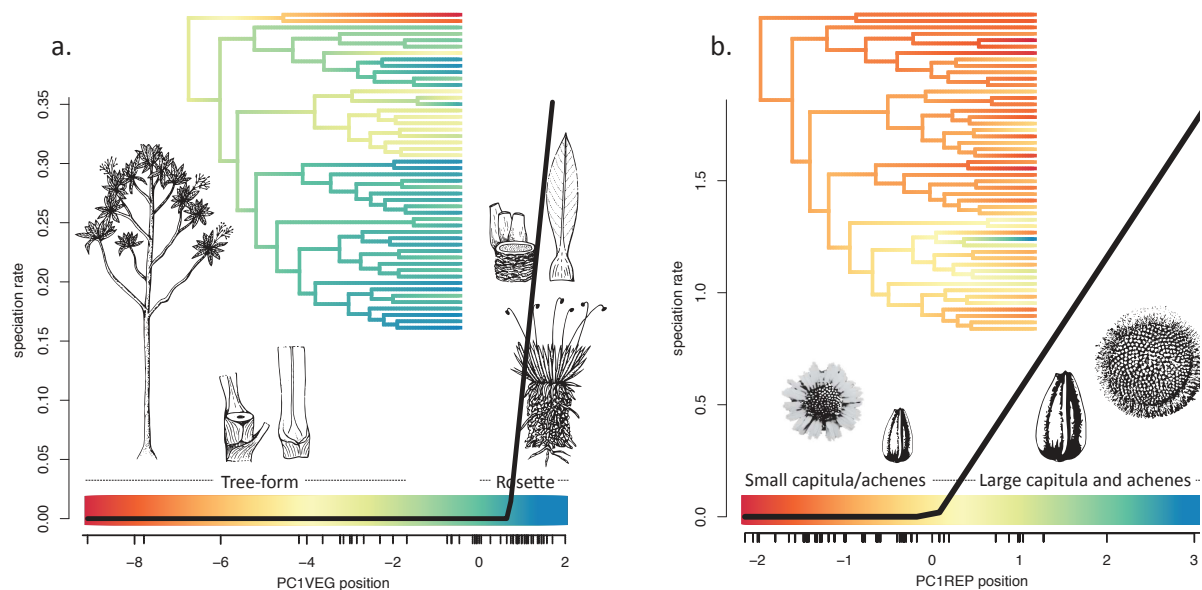 a.
speciation rate
0.35
0.30
0.25
0.20
0.15
0.10
0.05
0.00
Tree-form
Rosette
−8
−6
−4
−2
0
2
PC1VEG position
b.
speciation rate
1.5
1.0
0.5
0.0
Small capitula/achenes
Large capitula and achenes
−2
−1
0
1
2
3
PC1REP position